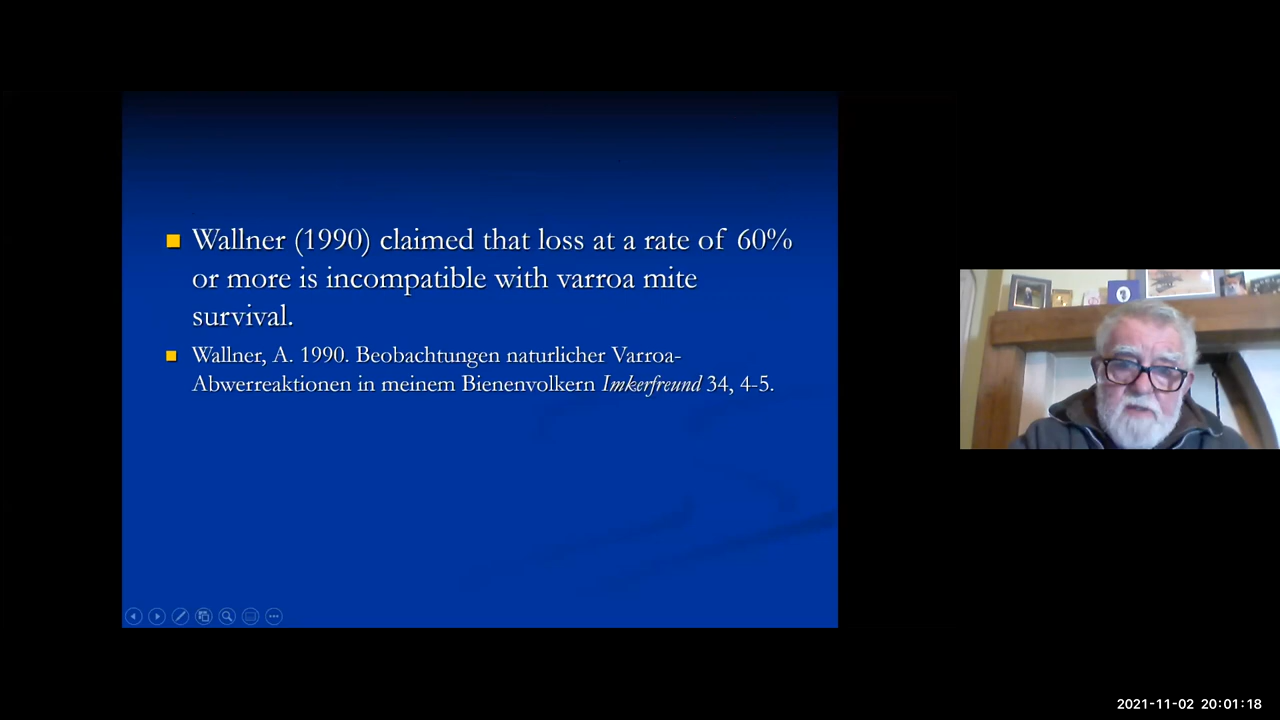 Wallner (1990) claimed that loss at a rate of 60%
or more is incompatible with varroa mite
survival.
Wallner, A. 1990. Beobachtungen naturlicher Varroa-
Abwerreaktionen in meinem Bienenvolkern Imkerfreund 34, 4-5.
2021-11-02 20:01:18